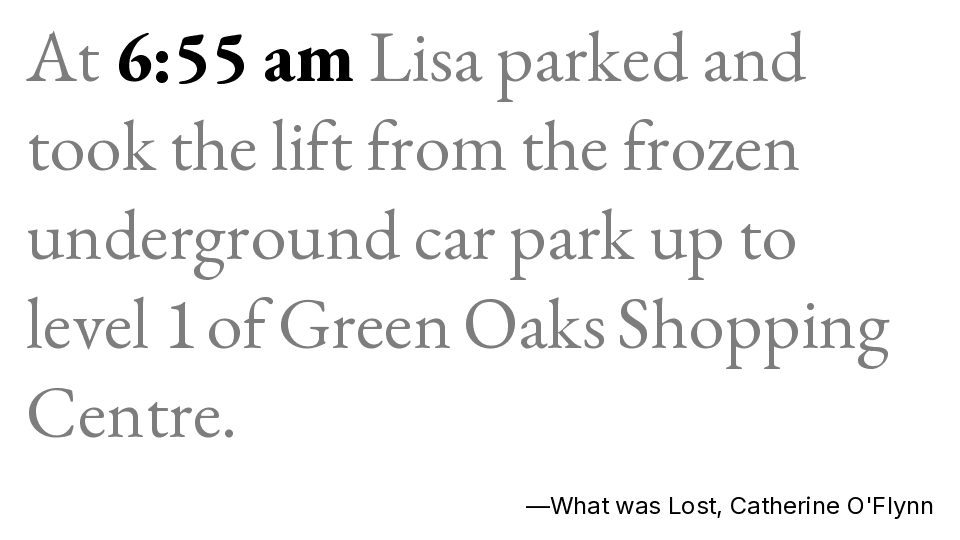 At 6:55 am Lisa parked and
took the lift from the frozen
underground car park up to
level 1 of Green Oaks Shopping
Centre.
—What was Lost, Catherine O'Flynn